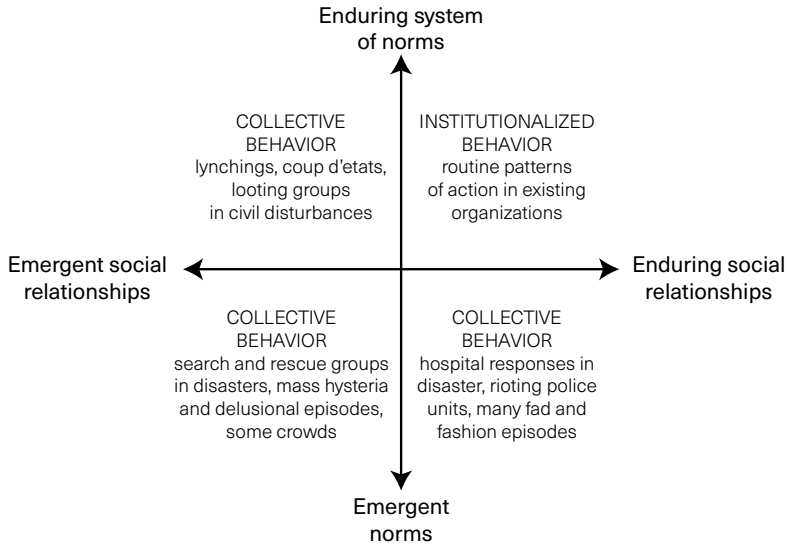 Enduring system
of norms
COLLECTIVE
BEHAVIOR
lynchings, coup d'etats,
looting groups
in civil disturbances
INSTITUTIONALIZED
BEHAVIOR
routine patterns
of action in existing
organizations
Emergent social
relationships
Enduring social
relationships
COLLECTIVE
BEHAVIOR
search and rescue groups
in disasters, mass hysteria
and delusional episodes,
some crowds
COLLECTIVE
BEHAVIOR
hospital responses in
disaster, rioting police
units, many fad and
fashion episodes
Emergent
norms